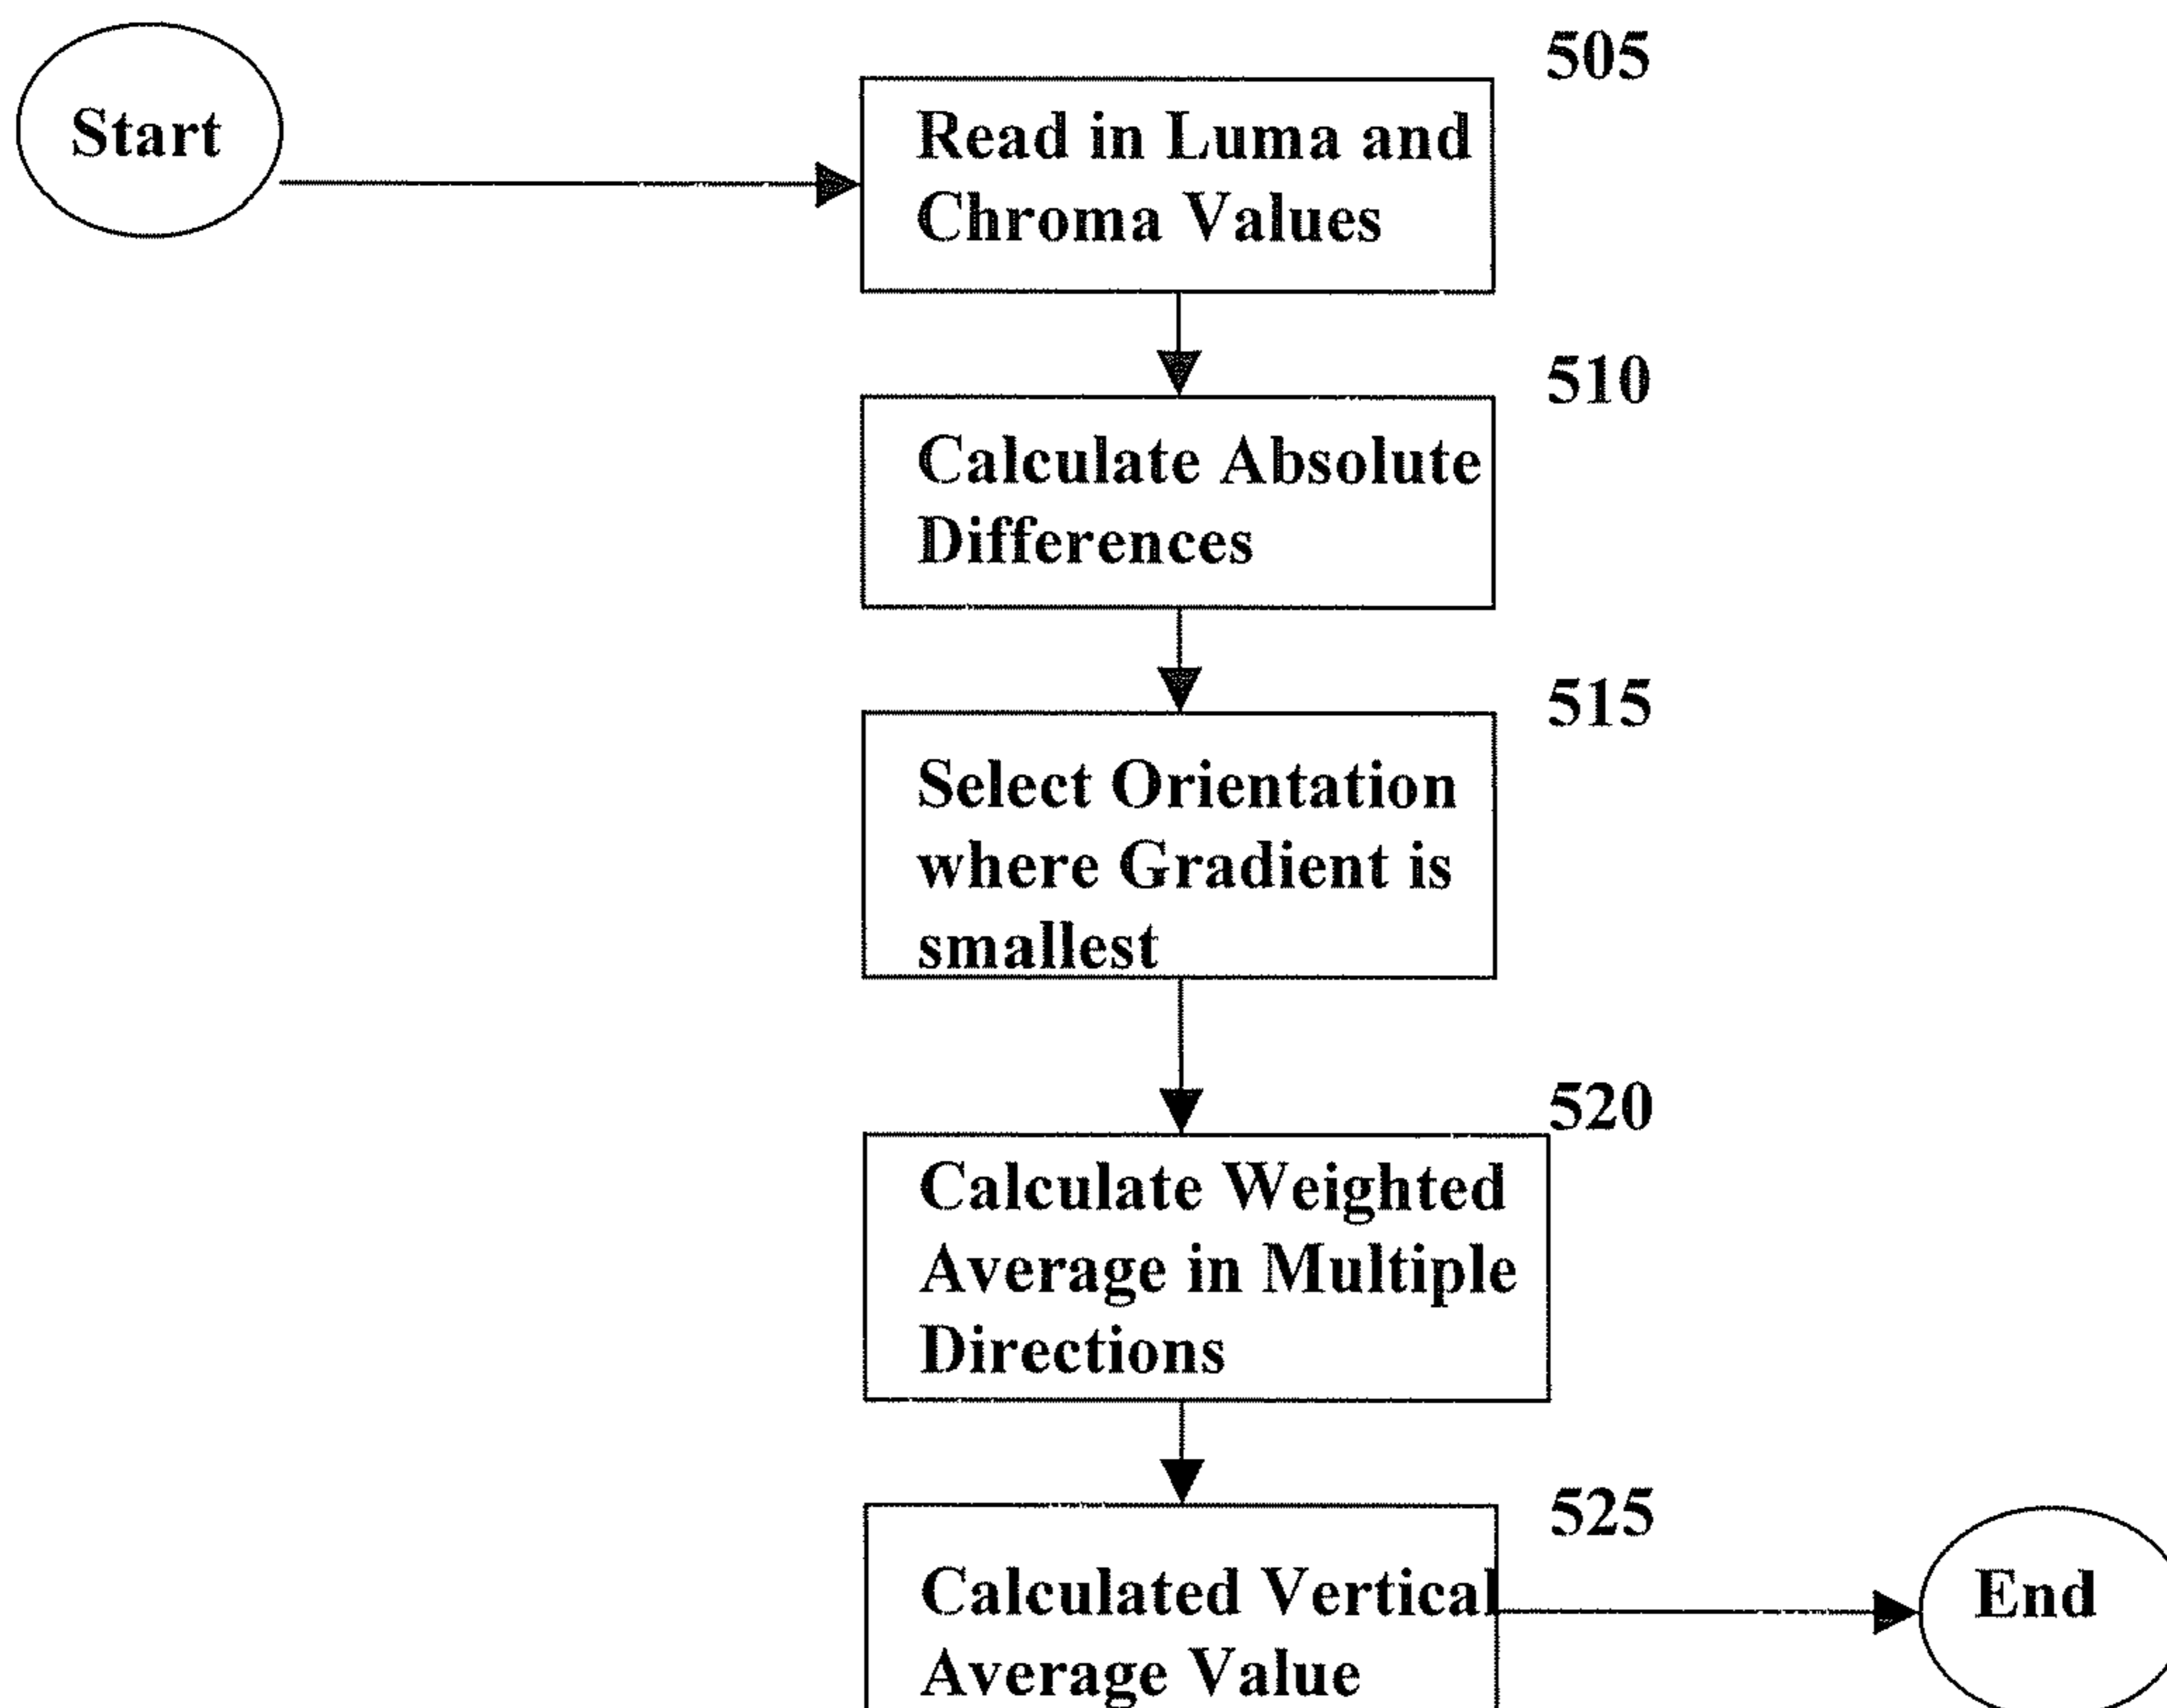 Start
505
Read in Luma and
Chroma Values
510
Calculate Absolute
Differences
515
Select Orientation
where Gradient is
smallest
520
Calculate Weighted
Average in Multiple
Directions
525
Calculated Vertical
Average Value
End